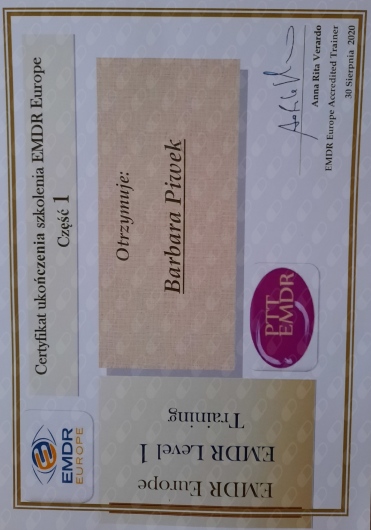 EMDR
EUROPE
Certyfikat ukończenia szkolenia EMDR Europe
Część 1
EMDR Europe
EMDR Level 1
Training
Otrzymuje:
Barbara Piwek
PTT
EMDR
Anna Rita Verardo
EMDR Europe Accredited Trainer
30 Sierpnia 2020